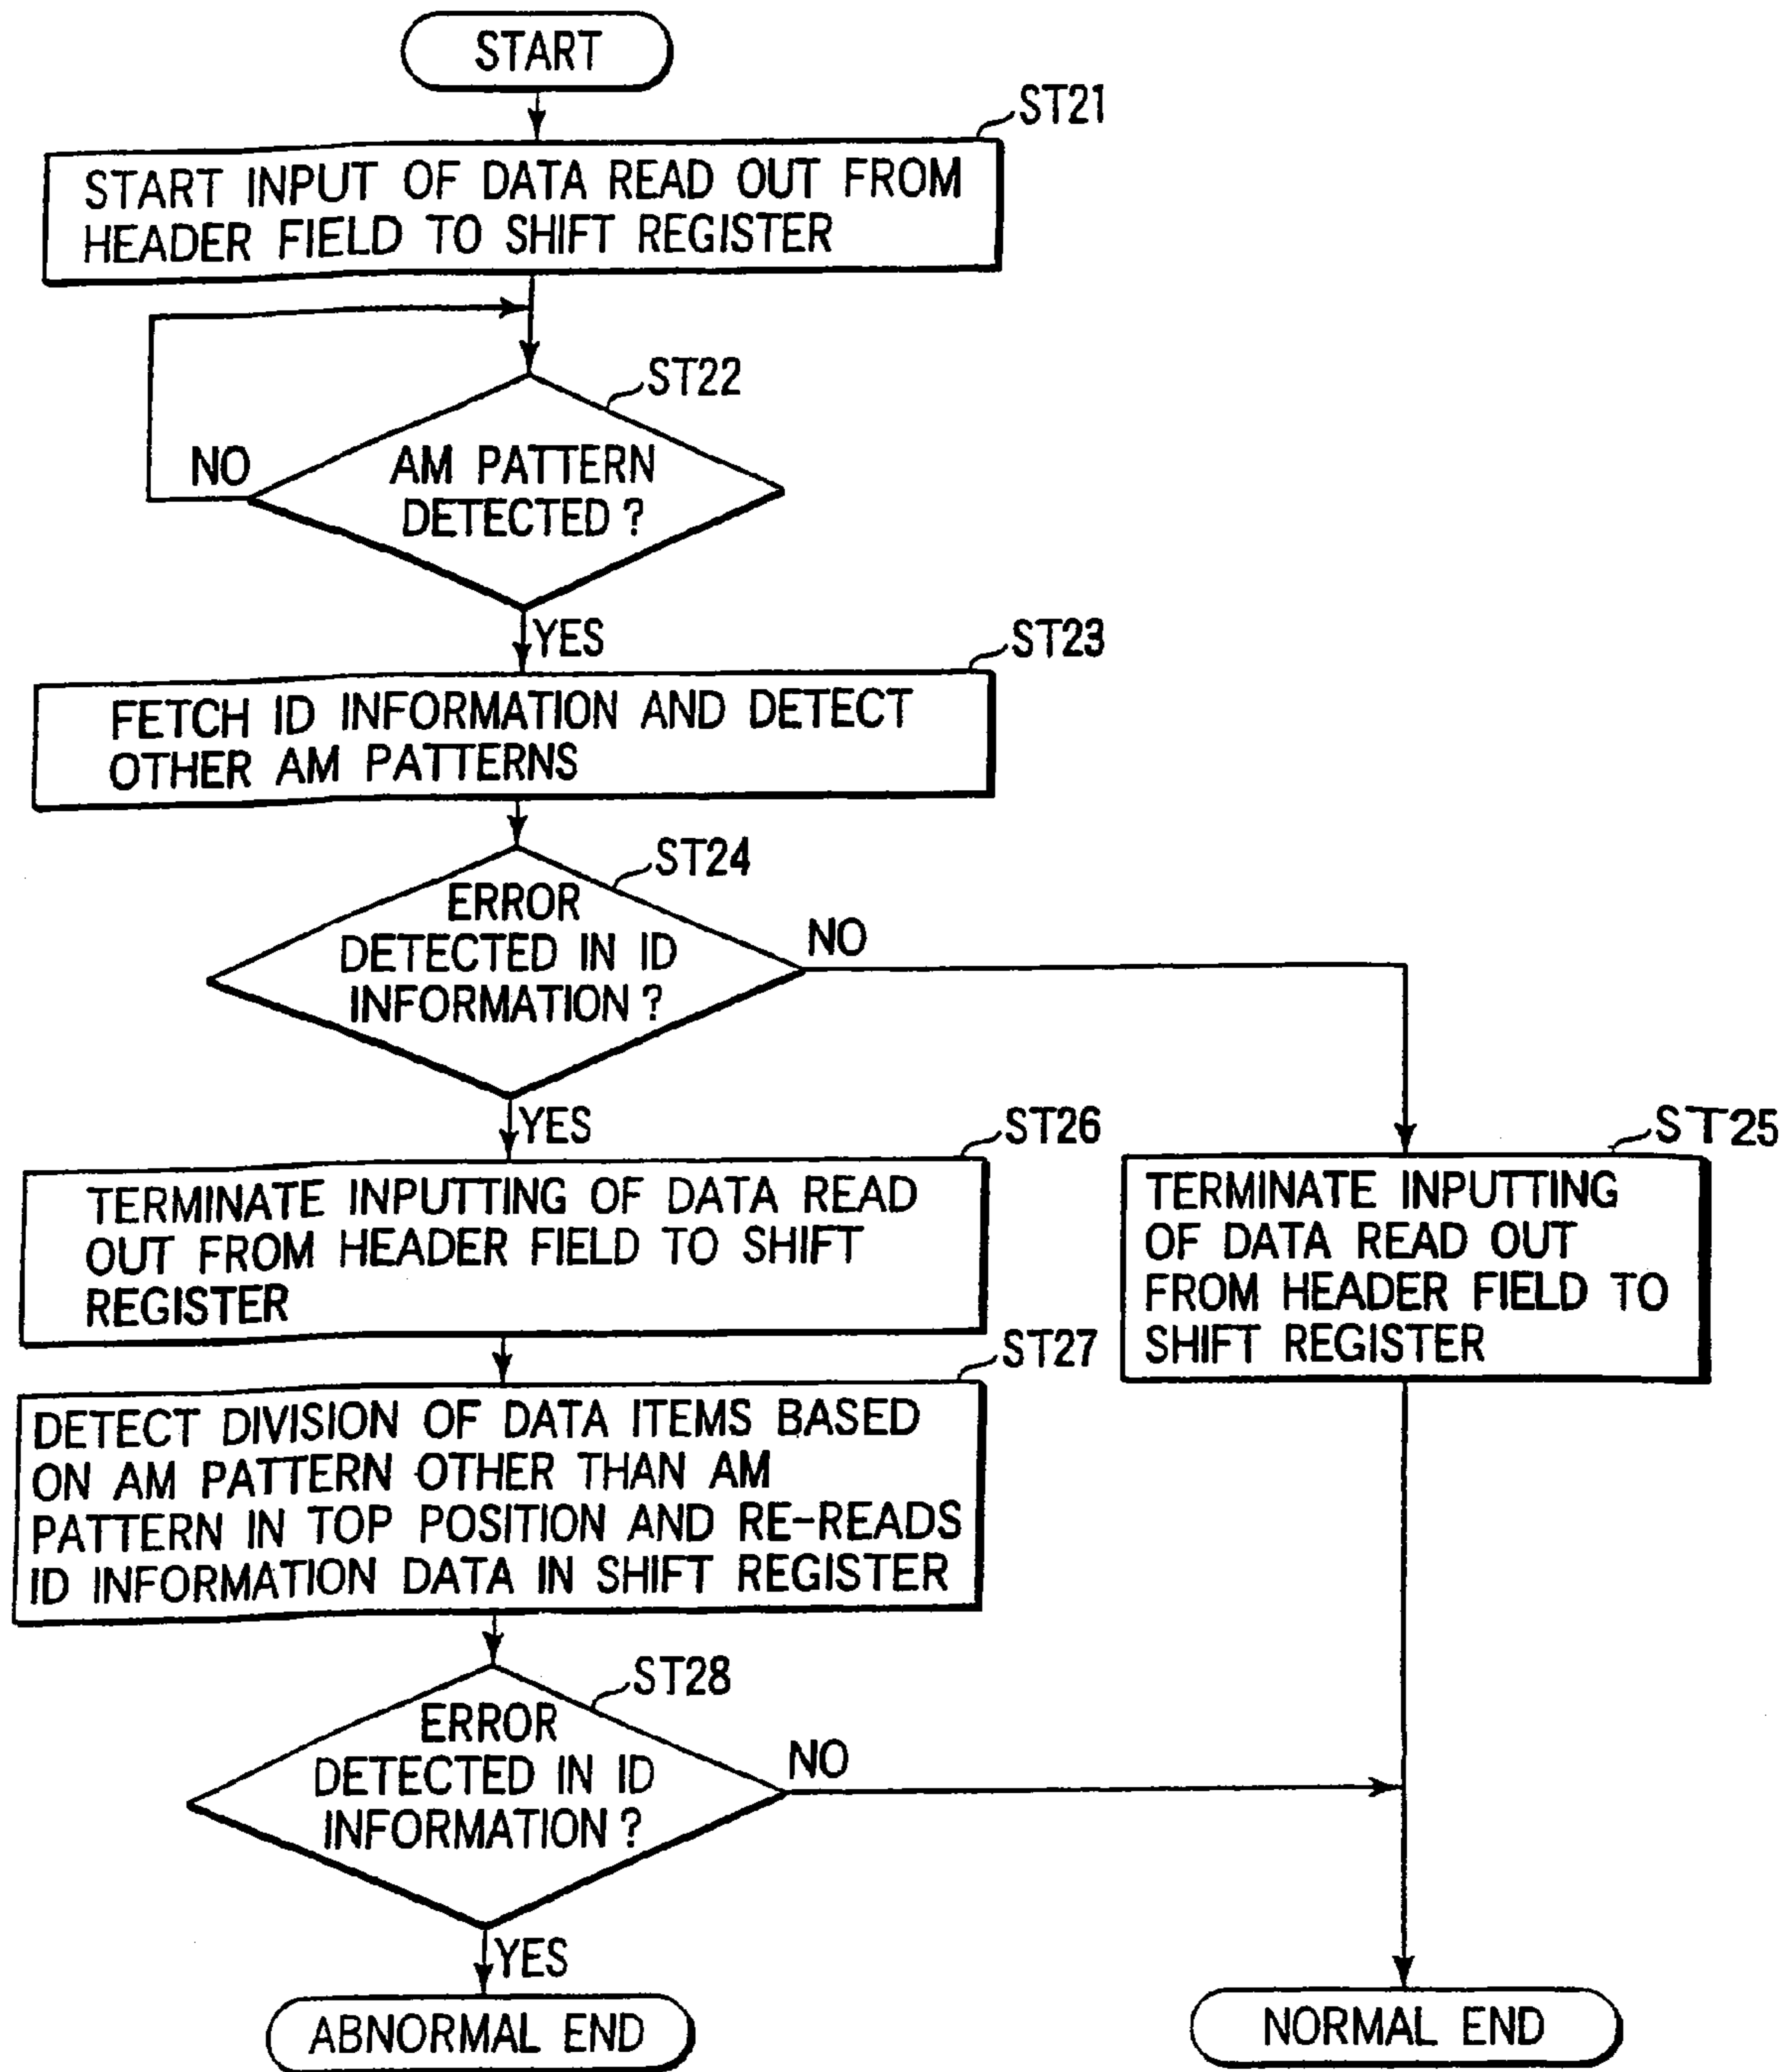 START
ST21
START INPUT OF DATA READ OUT FROM
HEADER FIELD TO SHIFT REGISTER
ST22
NO
AM PATTERN
DETECTED ?
YES
ST23
FETCH ID INFORMATION AND DETECT
OTHER AM PATTERNS
ST24
ERROR
DETECTED IN ID
INFORMATION ?
NO
YES
ST26
TERMINATE INPUTTING OF DATA READ
OUT FROM HEADER FIELD TO SHIFT
REGISTER
ST25
TERMINATE INPUTTING
OF DATA READ OUT
FROM HEADER FIELD TO
SHIFT REGISTER
ST27
DETECT DIVISION OF DATA ITEMS BASED
ON AM PATTERN OTHER THAN AM
PATTERN IN TOP POSITION AND RE-READS
ID INFORMATION DATA IN SHIFT REGISTER
ST28
ERROR
DETECTED IN ID
INFORMATION ?
NO
YES
ABNORMAL END
NORMAL END